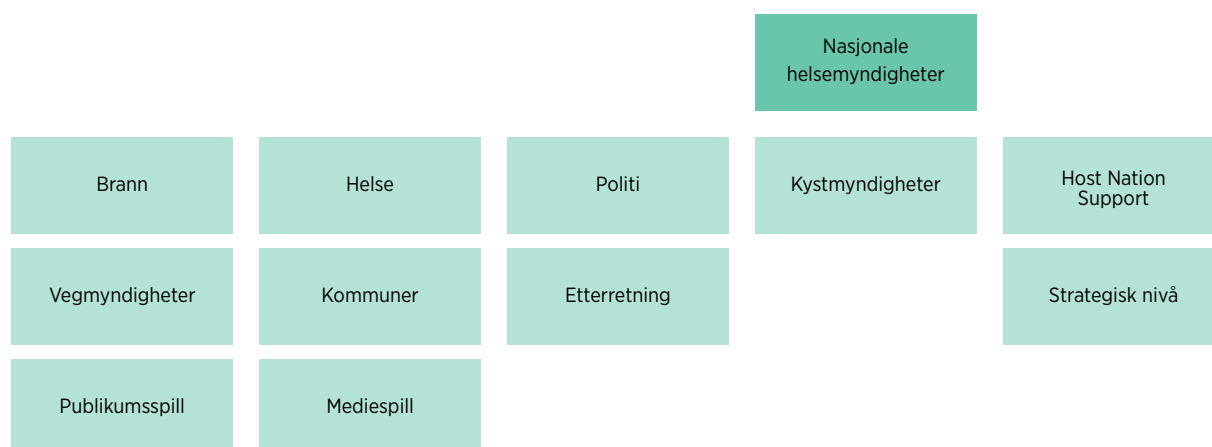 Nasjonale
helsemyndigheter
Brann
Helse
Politi
Kystmyndigheter
Host Nation
Support
Vegmyndigheter
Kommuner
Etterretning
Strategisk nivå
Publikumsspill
Mediespill